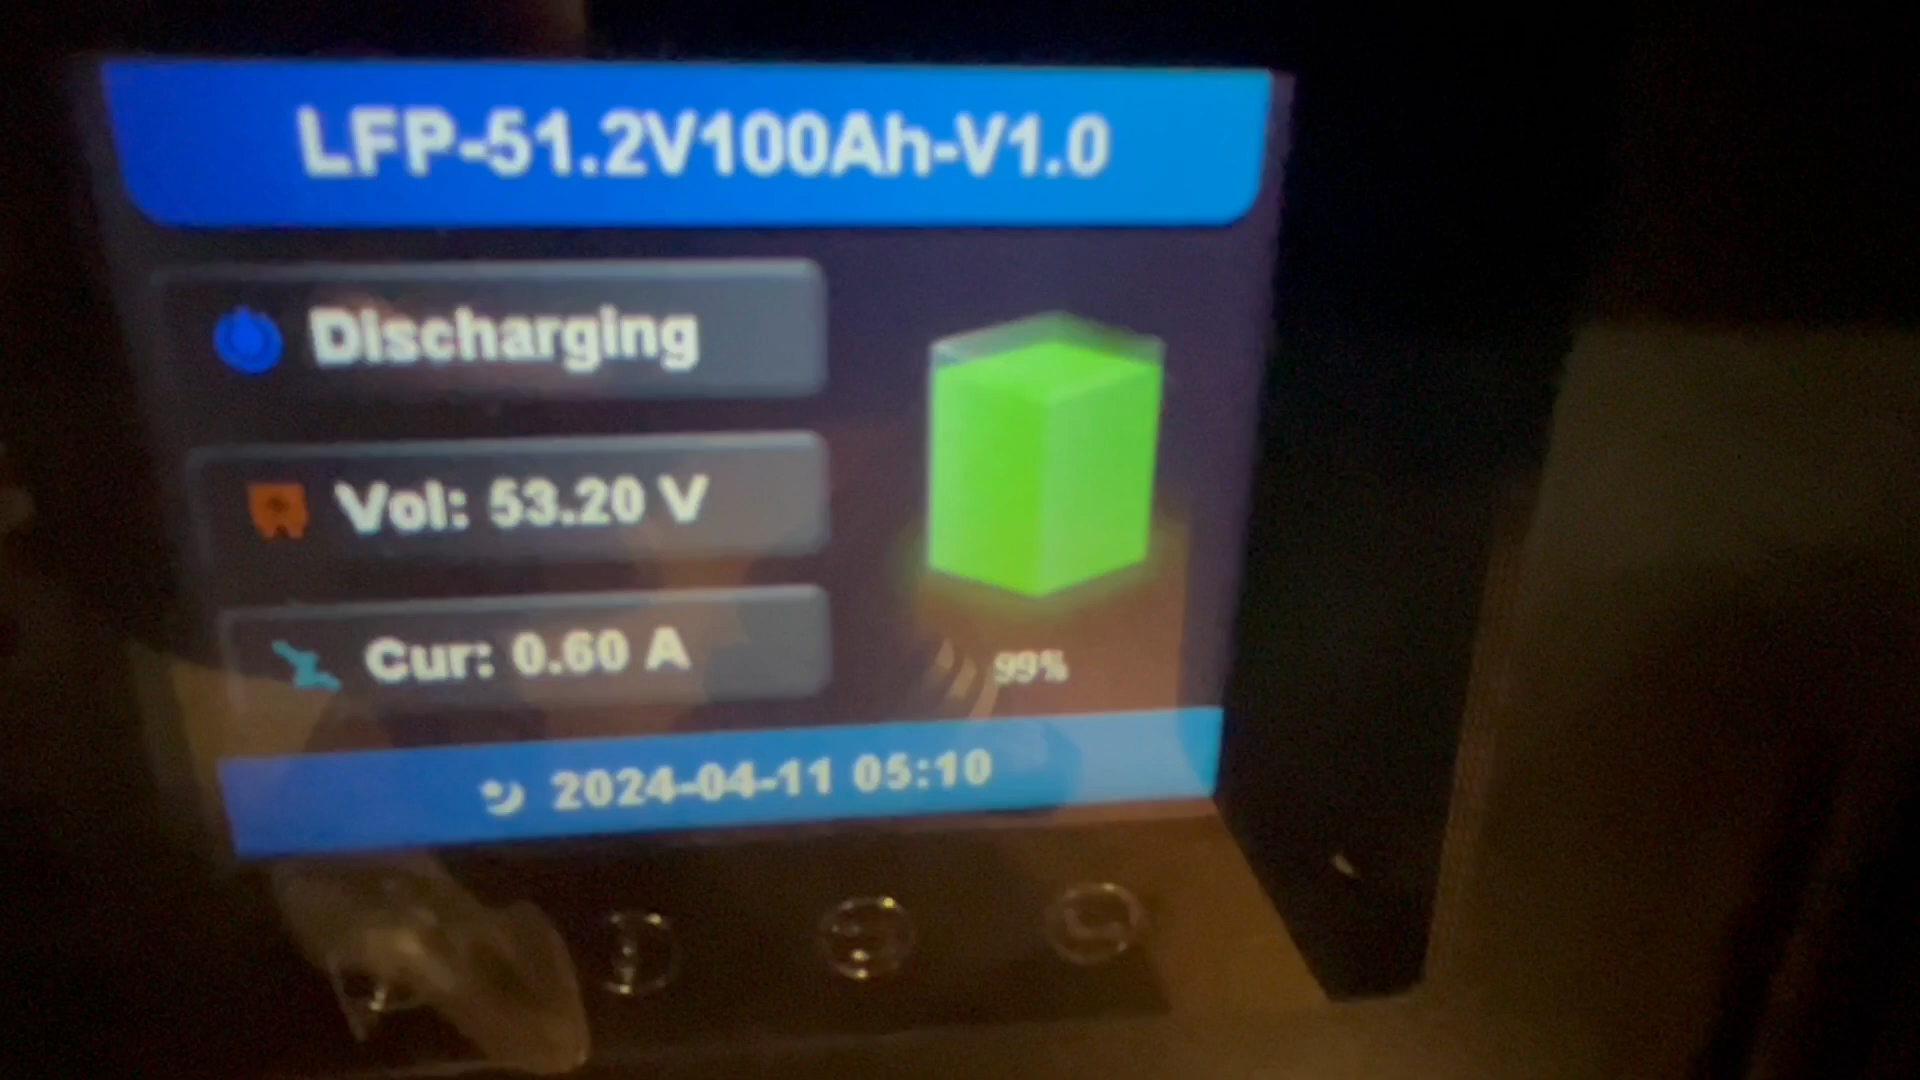 LFP-51.2V100Ah-V1.0
Discharging
Vol: 53.20 V
Cur: 0.60 A
99%
2024-04-11 05:10